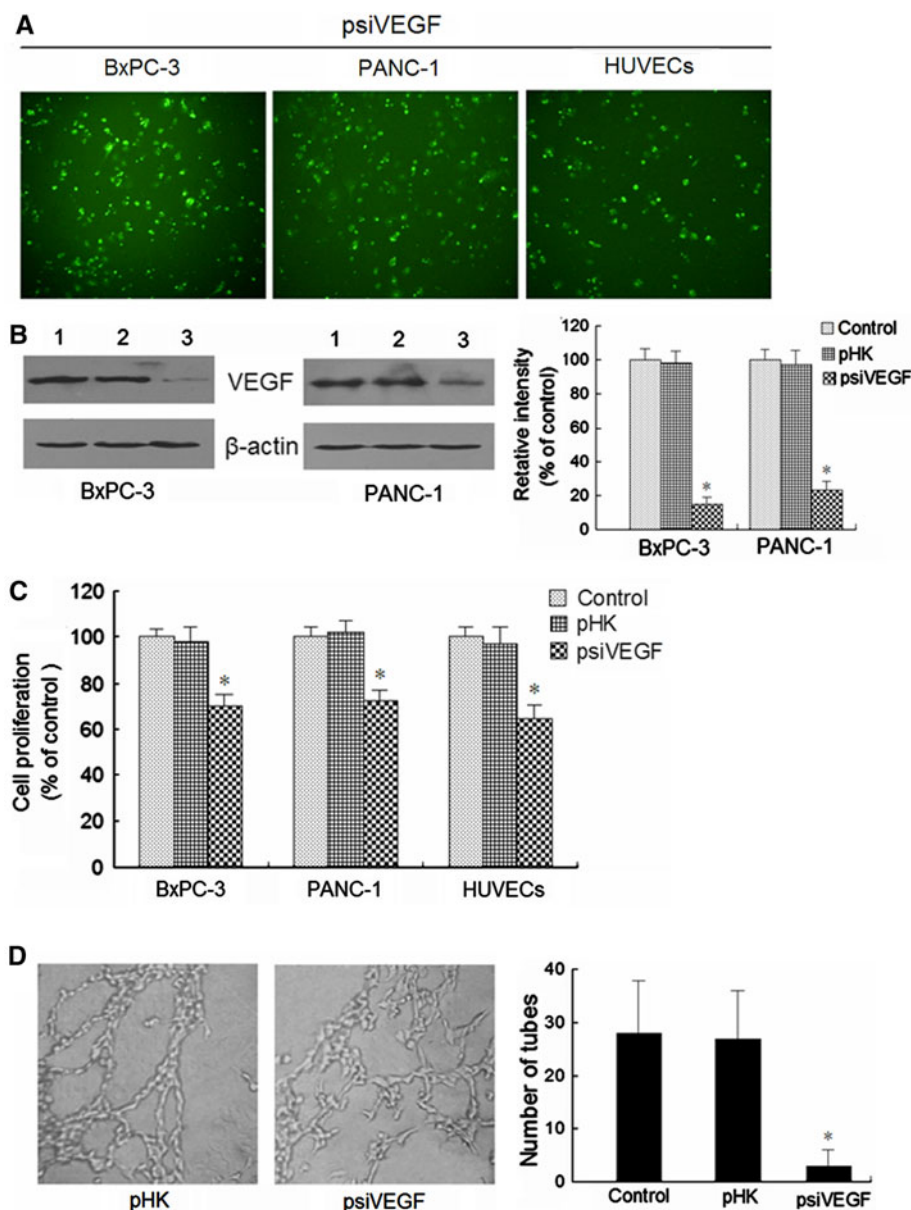 A
psiVEGF
BxPC-3 PANC-1 HUVECs
B
1 2 3
VEGF
β-actin
BxPC-3
1 2 3
PANC-1
Retative intensity
(% of control)
120
100
80
60
40
20
0
Control
pHK
psiVEGF
*
*
BxPC-3 PANC-1
C
Cell proliferation
(% of control )
120
100
80
60
40
20
0
Control
pHK
psiVEGF
*
*
*
BxPC-3 PANC-1 HUVECs
D
pHK
psiVEGF
Number of tubes
40
30
20
10
0
*
Control pHK psiVEGF